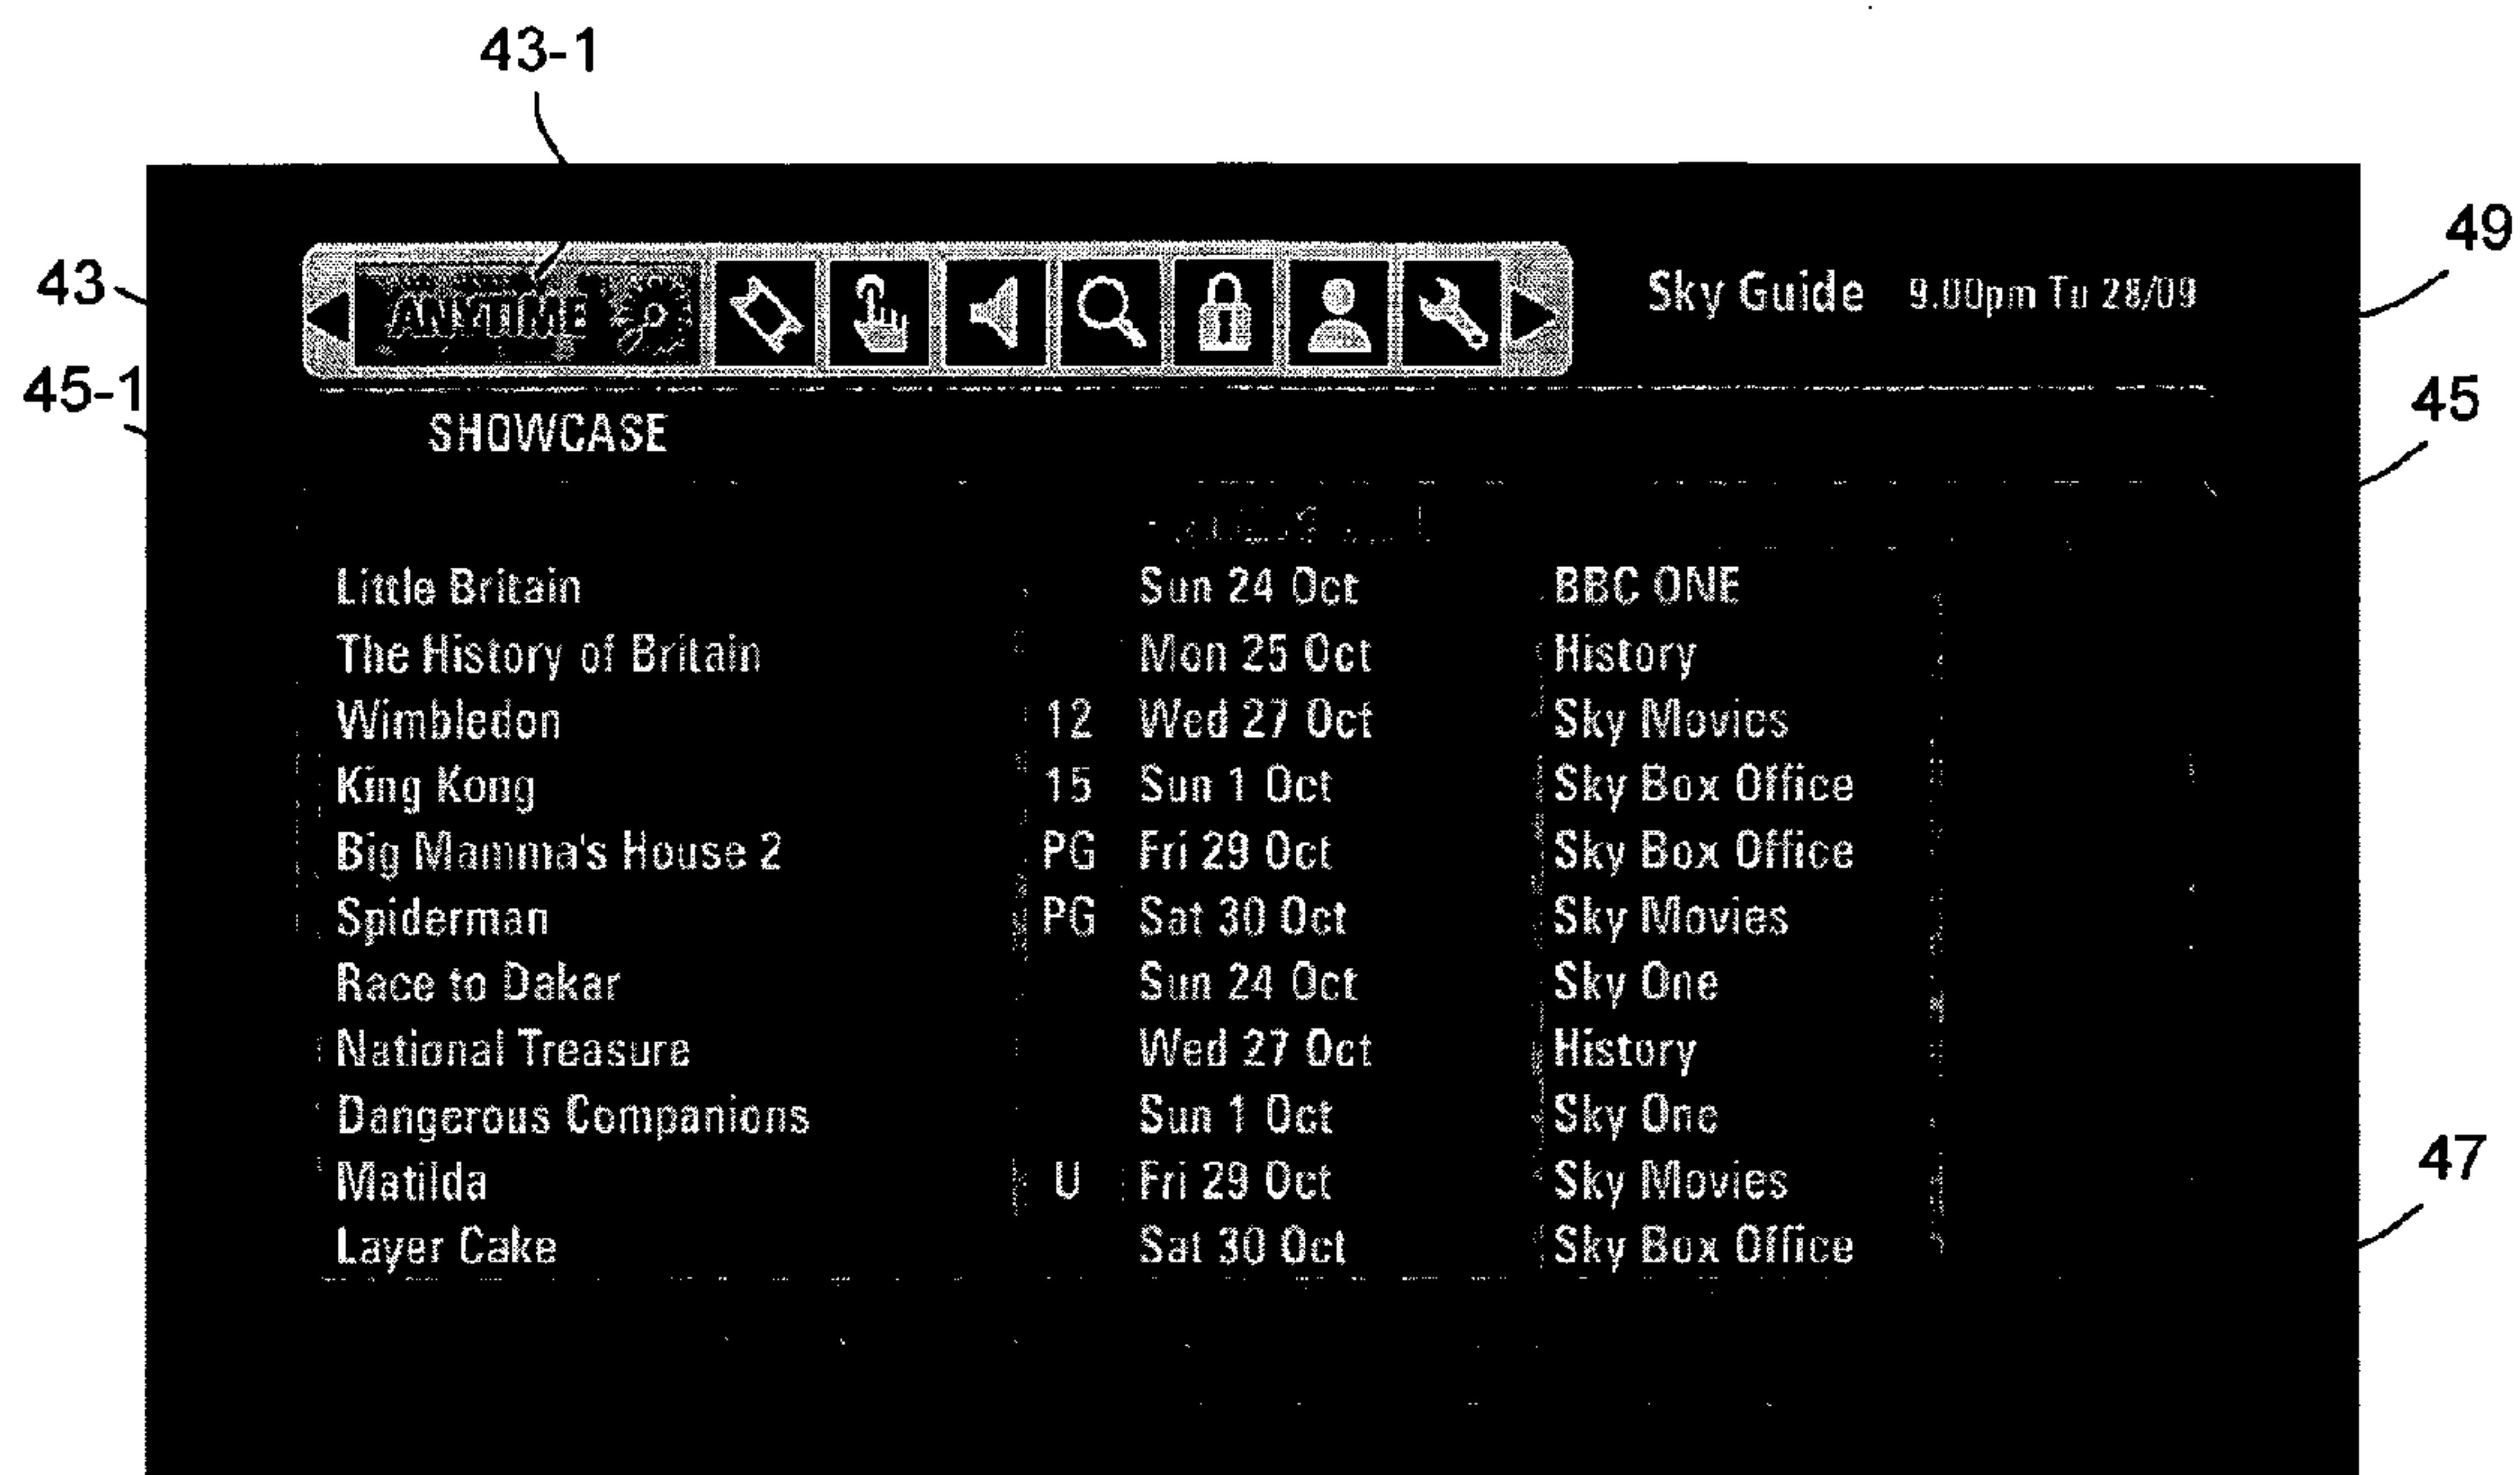 43-1
49
43
ANYTIME
Sky Guide 9.00pm Tu 28/09
45-1
45
SHOWCASE
Little Britain Sun 24 Oct BBC ONE
The History of Britain Mon 25 Oct History
Wimbledon 12 Wed 27 Oct Sky Movies
King Kong 15 Sun 1 Oct Sky Box Office
Big Mamma's House 2 PG Fri 29 Oct Sky Box Office
Spiderman PG Sat 30 Oct Sky Movies
Race to Dakar Sun 24 Oct Sky One
National Treasure Wed 27 Oct History
Dangerous Companions Sun 1 Oct Sky One
Matilda U Fri 29 Oct Sky Movies
47
Layer Cake Sat 30 Oct Sky Box Office